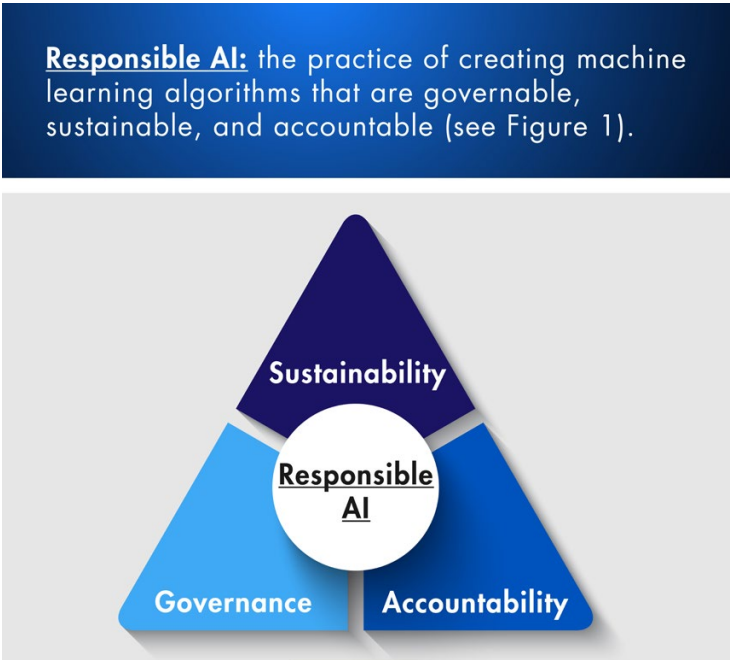 Responsible AI: the practice of creating machine
learning algorithms that are governable,
sustainable, and accountable (see Figure 1).
Sustainability
Responsible
AI
Governance
Accountability